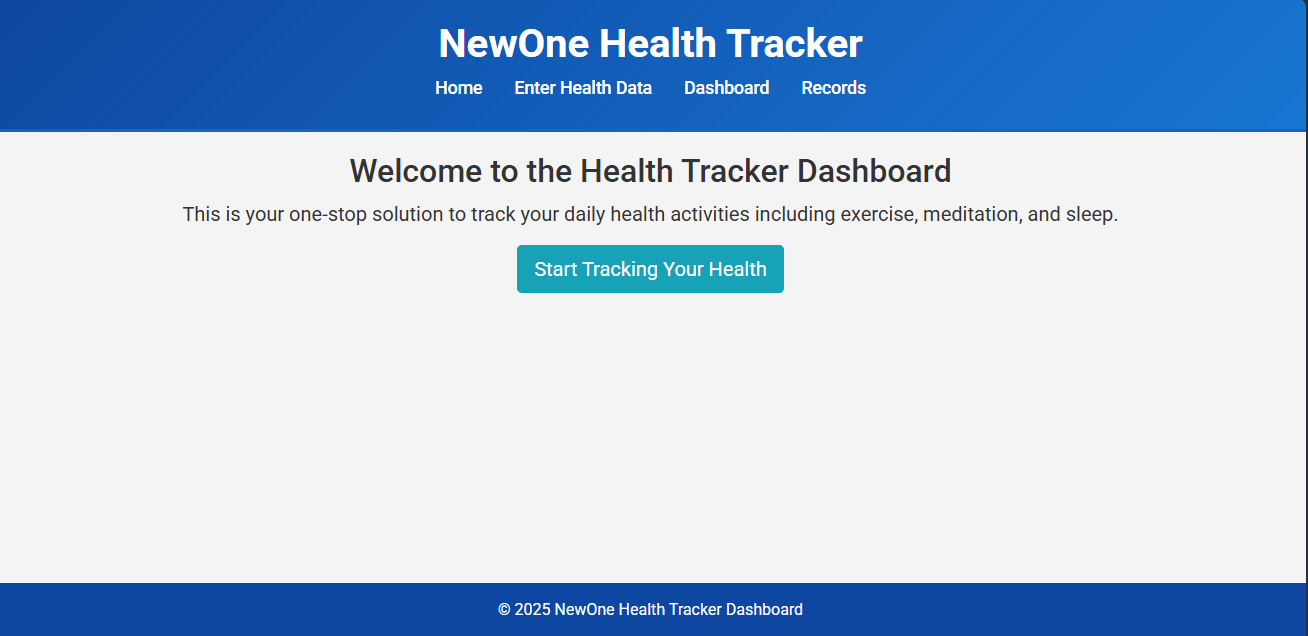 NewOne Health Tracker
Home Enter Health Data Dashboard Records
Welcome to the Health Tracker Dashboard
This is your one-stop solution to track your daily health activities including exercise, meditation, and sleep.
Start Tracking Your Health
© 2025 NewOne Health Tracker Dashboard